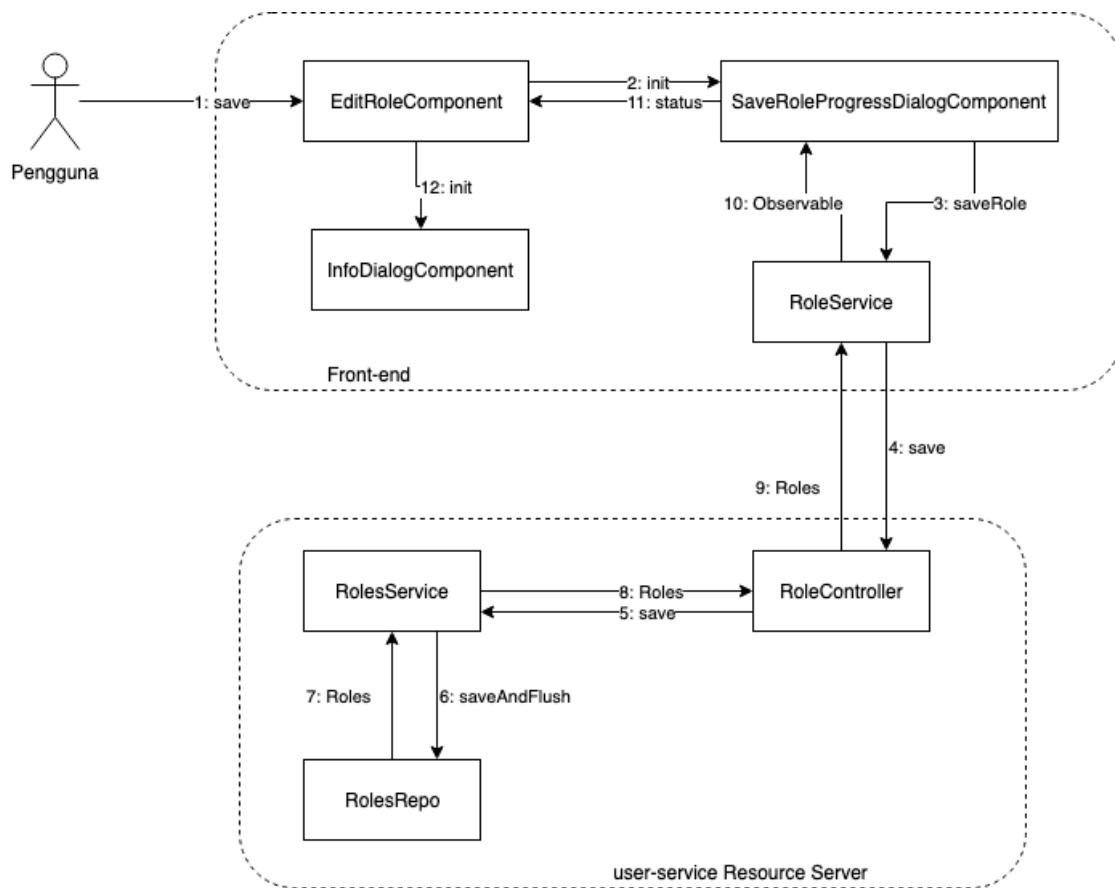 2: init
EditRoleComponent
SaveRoleProgressDialogComponent
1: save
11: status
Pengguna
12: init
10: Observable
3: saveRole
InfoDialogComponent
RoleService
Front-end
4: save
9: Roles
RolesService
8: Roles
RoleController
5: save
7: Roles
6: saveAndFlush
RolesRepo
user-service Resource Server